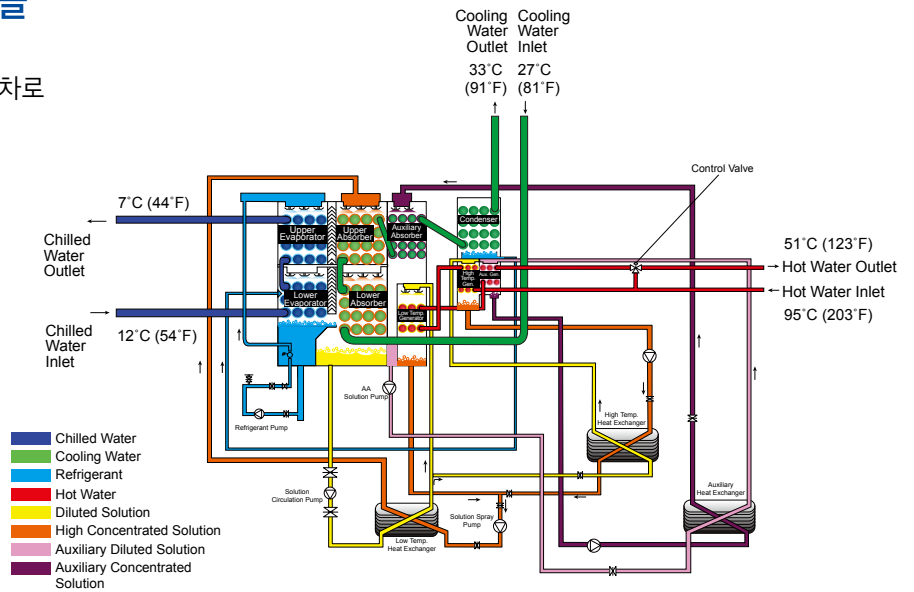 을
차로
Cooling
Water
Outlet
33˚C
(91˚F)
Cooling
Water
Inlet
27˚C
(81˚F)
Control Valve
7˚C (44˚F)
Chilled
Water
Outlet
Chilled
Water
Inlet
12˚C (54˚F)
Upper
Evaporator
Upper
Absorber
Auxiliary
Absorber
Condenser
Lower
Evaporator
Lower
Absorber
Low Temp.
Generator
High
Temp.
Gen.
Aux. Gen.
51˚C (123˚F)
Hot Water Outlet
Hot Water Inlet
95˚C (203˚F)
AA
Solution Pump
Refrigerant Pump
High Temp.
Heat Exchanger
Solution
Circulation Pump
Low Temp.
Heat Exchanger
Solution Spray
Pump
Auxiliary
Heat Exchanger
Chilled Water
Cooling Water
Refrigerant
Hot Water
Diluted Solution
High Concentrated Solution
Auxiliary Diluted Solution
Auxiliary Concentrated
Solution